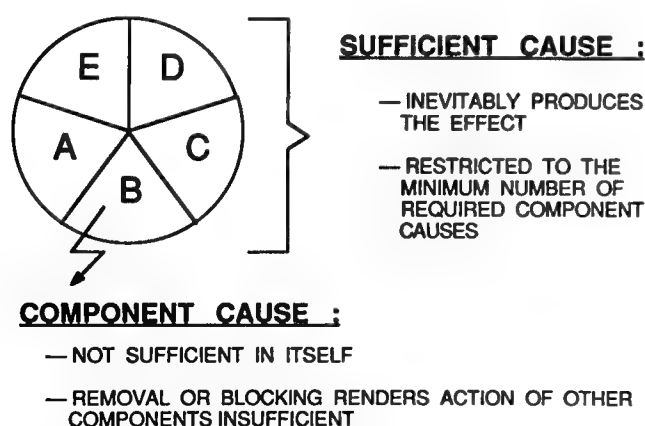 E D
A C
B
SUFFICIENT CAUSE :
— INEVITABLY PRODUCES
THE EFFECT
— RESTRICTED TO THE
MINIMUM NUMBER OF
REQUIRED COMPONENT
CAUSES
COMPONENT CAUSE :
— NOT SUFFICIENT IN ITSELF
— REMOVAL OR BLOCKING RENDERS ACTION OF OTHER
COMPONENTS INSUFFICIENT